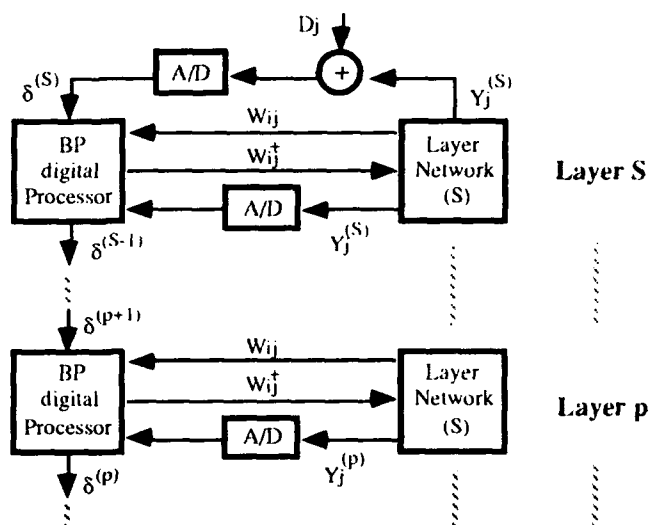 Dj
δ(S)
A/D
+
Yj(S)
BP digital Processor
Wij
Wij+
A/D
Yj(S)
Layer Network (S)
Layer S
δ(S-1)
δ(p+1)
BP digital Processor
Wij
Wij+
A/D
Yj(p)
Layer Network (S)
Layer p
δ(p)